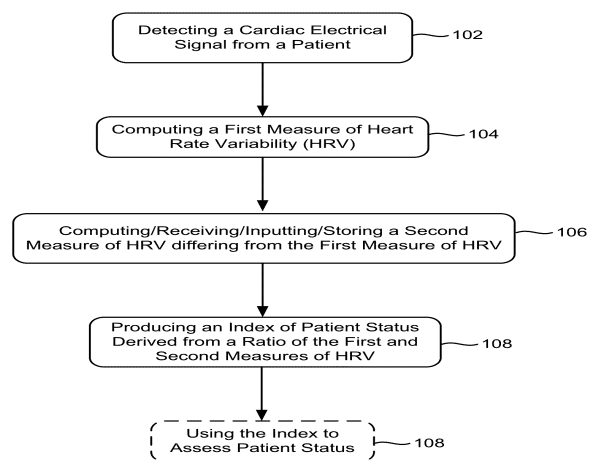 Detecting a Cardiac Electrical
Signal from a Patient
102
Computing a First Measure of Heart
Rate Variability (HRV)
104
Computing/Receiving/Inputting/Storing a Second
Measure of HRV differing from the First Measure of HRV
106
Producing an Index of Patient Status
Derived from a Ratio of the First and
Second Measures of HRV
108
Using the Index to
Assess Patient Status
108